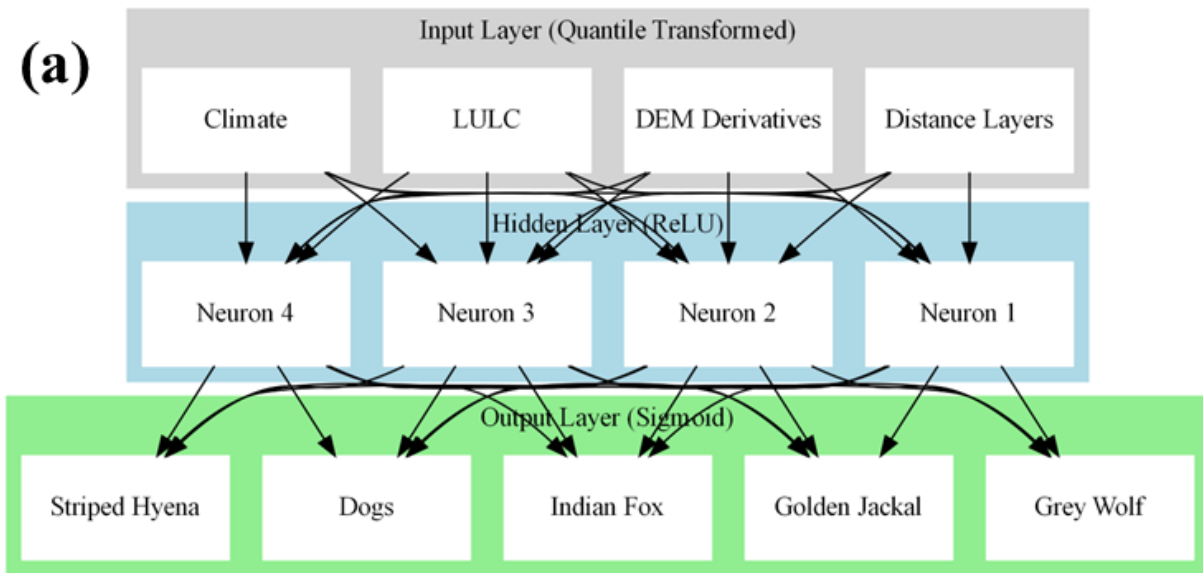 (a)
Input Layer (Quantile Transformed)
Climate
LULC
DEM Derivatives
Distance Layers
Hidden Layer (ReLU)
Neuron 4
Neuron 3
Neuron 2
Neuron 1
Output Layer (Sigmoid)
Striped Hyena
Dogs
Indian Fox
Golden Jackal
Grey Wolf